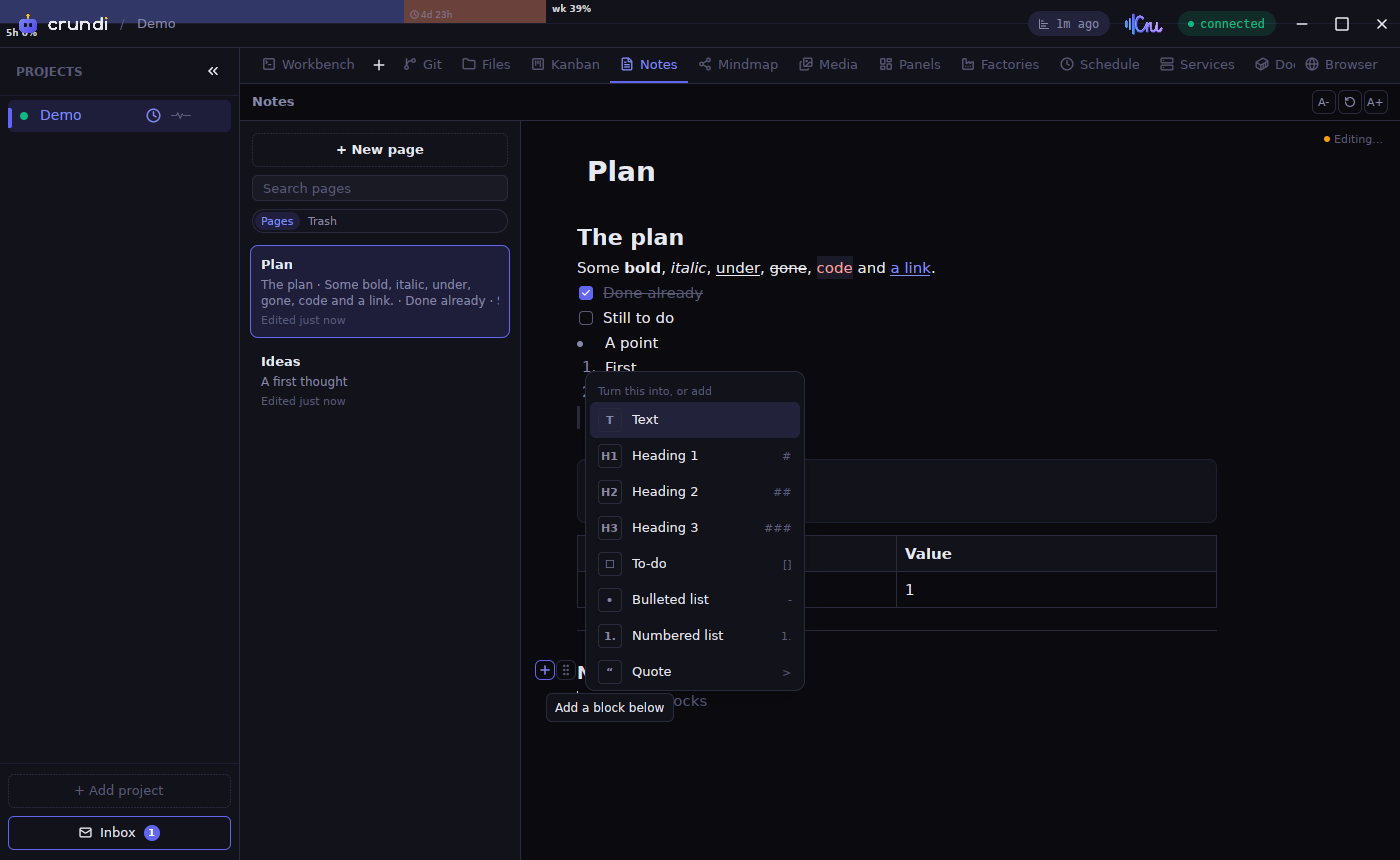 4d 23h
wk 39%
crundi / Demo
1m ago
Cru
connected
PROJECTS
Workbench
Git
Files
Kanban
Notes
Mindmap
Media
Panels
Factories
Schedule
Services
Browser
Demo
Notes
A-
A+
+ New page
Editing...
Plan
Search pages
Pages
Trash
The plan
Plan
The plan · Some bold, italic, under,
gone, code and a link. · Done already ·
Edited just now
Some bold, italic, under, gone, code and a link.
Done already
Still to do
A point
1. First
Ideas
A first thought
Edited just now
Turn this into, or add
T Text
H1 Heading 1 #
H2 Heading 2 ##
H3 Heading 3 ###
To-do []
• Bulleted list -
1. Numbered list 1.
“ Quote >
Value
1
Add a block below
+ Add project
Inbox 1